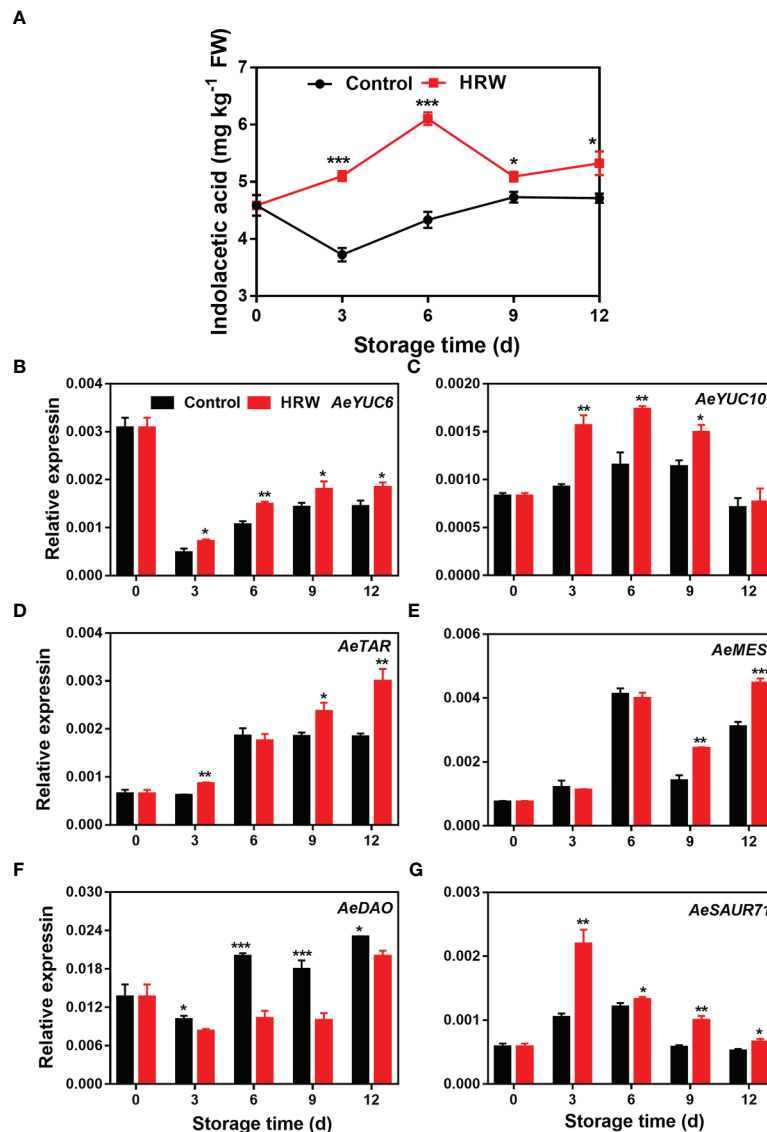 A
Indolacetic acid (mg kg⁻¹ FW)
7
6
5
4
3
Control HRW
***
***
*
*
0 3 6 9 12
Storage time (d)
B
Relative expressin
0.004
0.003
0.002
0.001
0.000
Control HRW AeYUC6
*
**
*
*
0 3 6 9 12
C
0.0020
0.0015
0.0010
0.0005
0.0000
AeYUC10
**
**
*
0 3 6 9 12
D
Relative expressin
0.004
0.003
0.002
0.001
0.000
AeTAR
**
*
**
0 3 6 9 12
E
0.006
0.004
0.002
0.000
AeMES
**
***
0 3 6 9 12
F
Relative expressin
0.030
0.024
0.018
0.012
0.006
0.000
AeDAO
*
***
***
*
0 3 6 9 12
Storage time (d)
G
0.003
0.002
0.001
0.000
AeSAUR71
**
*
**
*
0 3 6 9 12
Storage time (d)